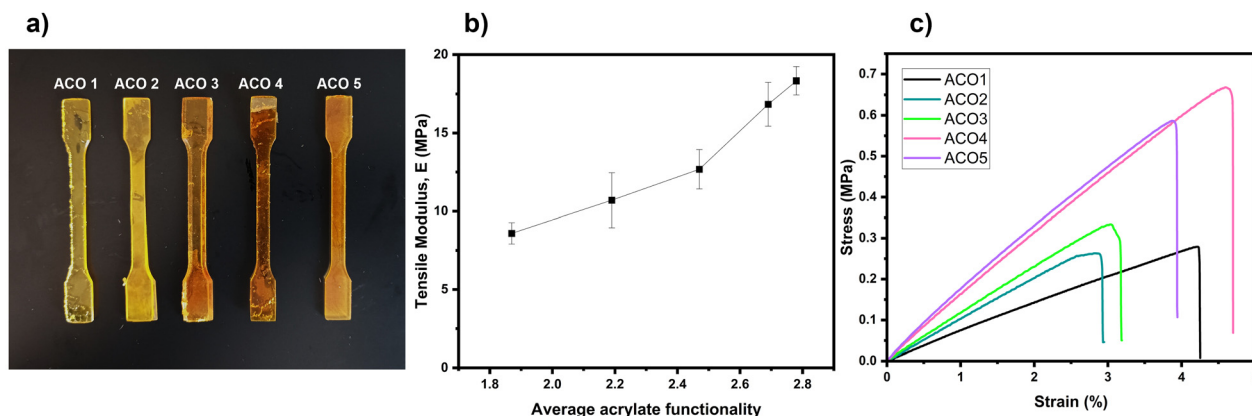 a)
ACO 1 ACO 2 ACO 3 ACO 4 ACO 5
b)
20
15
10
5
0
Tensile Modulus, E (MPa)
1.8 2.0 2.2 2.4 2.6 2.8
Average acrylate functionality
c)
0.7
0.6
0.5
0.4
0.3
0.2
0.1
0.0
Stress (MPa)
ACO1
ACO2
ACO3
ACO4
ACO5
0 1 2 3 4
Strain (%)